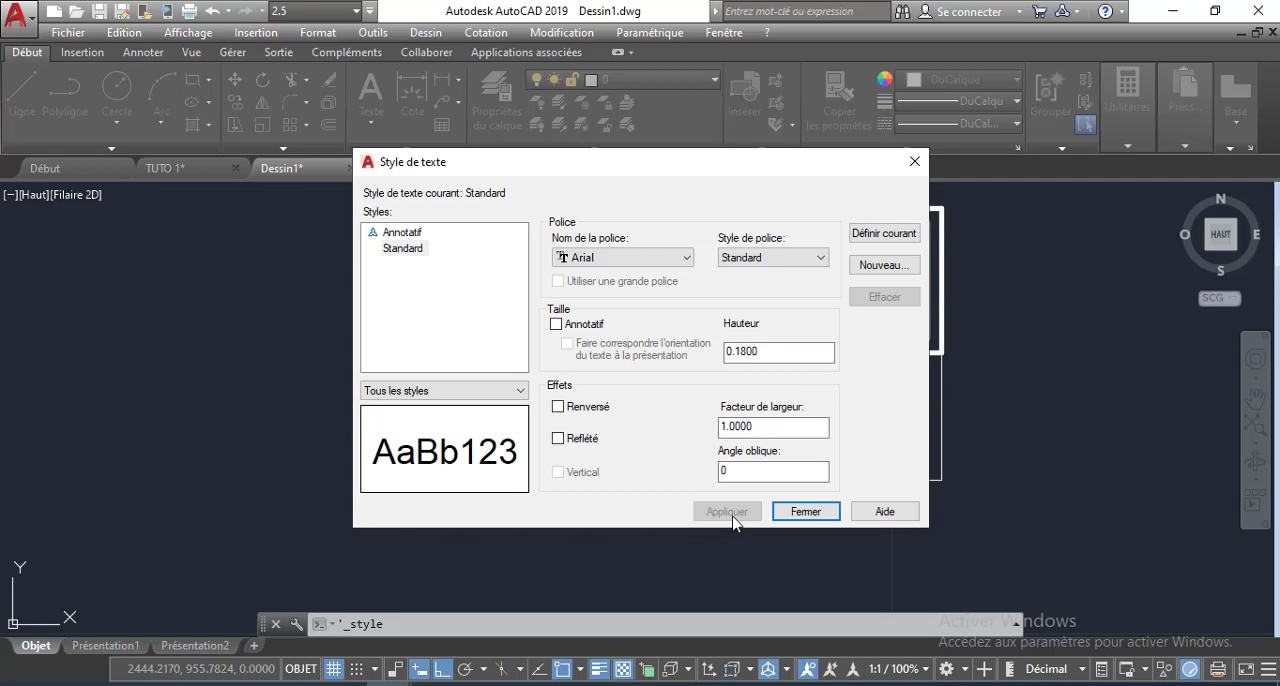 2.5
Autodesk AutoCAD 2019 Dessin1.dwg
Entrez mot-clé ou expression
Se connecter
Fichier Edition Affichage Insertion Format Outils Dessin Cotation Modification Paramétrique Fenêtre ?
Début Insertion Annoter Vue Gérer Sortie Compléments Collaborer Applications associées
0
DuCalque
DuCalqu
DuCal...
Ligne Polyligne Cercle Arc Texte Cote Propriétés du calque Insérer Copier les propriétés Grouper Utilitaires Press... Base
Début TUTO 1* Dessin1*
[−][Haut][Filaire 2D]
N
O HAUT E
S
SCG
Style de texte
Style de texte courant: Standard
Styles:
Annotatif
Standard
Tous les styles
AaBb123
Police
Nom de la police:
Arial
Style de police:
Standard
Utiliser une grande police
Taille
Annotatif
Faire correspondre l'orientation
du texte à la présentation
Hauteur
0.1800
Effets
Renversé
Reflété
Vertical
Facteur de largeur:
1.0000
Angle oblique:
0
Définir courant
Nouveau...
Effacer
Appliquer Fermer Aide
Y
X
'_style
Activer Windows
Accédez aux paramètres pour activer Windows.
Objet Présentation1 Présentation2 +
2444.2170, 955.7824, 0.0000 OBJET 1:1 / 100% Décimal